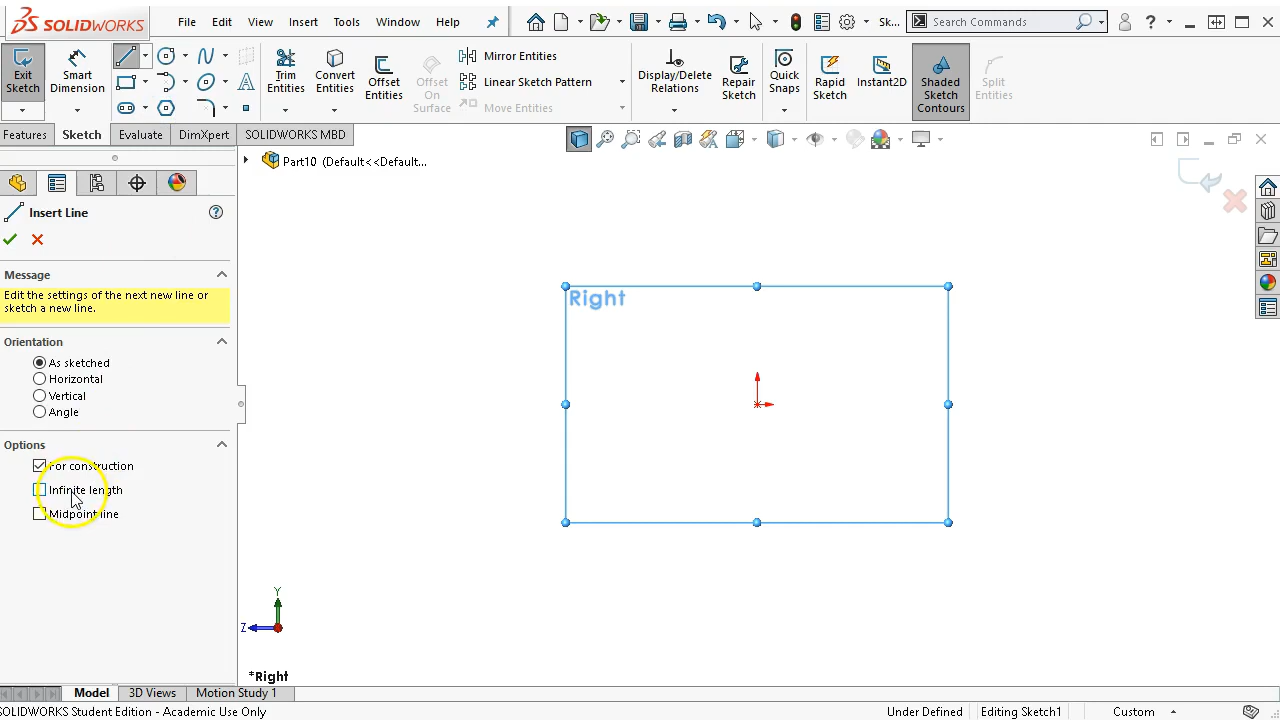 SOLIDWORKS File Edit View Insert Tools Window Help Sk... Search Commands ?
Exit Sketch Smart Dimension Trim Entities Convert Entities Offset Entities Offset On Surface Mirror Entities Linear Sketch Pattern Move Entities Display/Delete Relations Repair Sketch Quick Snaps Rapid Sketch Instant2D Shaded Sketch Contours Split Entities
Features Sketch Evaluate DimXpert SOLIDWORKS MBD
Part10 (Default<<Default...
Insert Line ?
Message
Edit the settings of the next new line or
sketch a new line.
Right
Orientation
As sketched
Horizontal
Vertical
Angle
Options
For construction
Infinite length
Midpoint line
Y
Z
*Right
Model 3D Views Motion Study 1
SOLIDWORKS Student Edition - Academic Use Only Under Defined Editing Sketch1 Custom